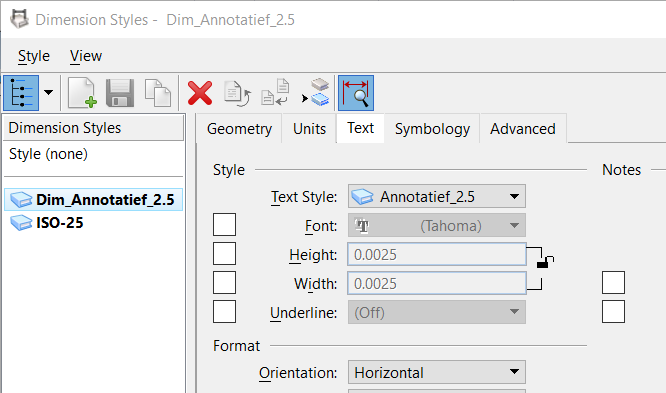 Dimension Styles - Dim_Annotatief_2.5
Style View
Dimension Styles
Style (none)
Dim_Annotatief_2.5
ISO-25
Geometry Units Text Symbology Advanced
Style Notes
Text Style: Annotatief_2.5
Font: (Tahoma)
Height: 0.0025
Width: 0.0025
Underline: (Off)
Format
Orientation: Horizontal